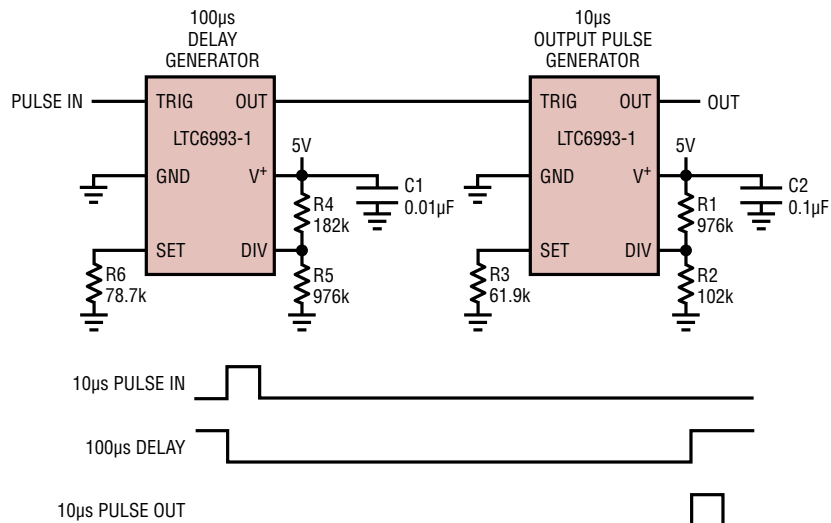 100µs
DELAY
GENERATOR
10µs
OUTPUT PULSE
GENERATOR
PULSE IN
TRIG
OUT
LTC6993-1
GND
V+
SET
DIV
5V
R4
182k
C1
0.01µF
R5
976k
R6
78.7k
TRIG
OUT
OUT
LTC6993-1
GND
V+
SET
DIV
5V
R1
976k
C2
0.1µF
R2
102k
R3
61.9k
10µs PULSE IN
100µs DELAY
10µs PULSE OUT